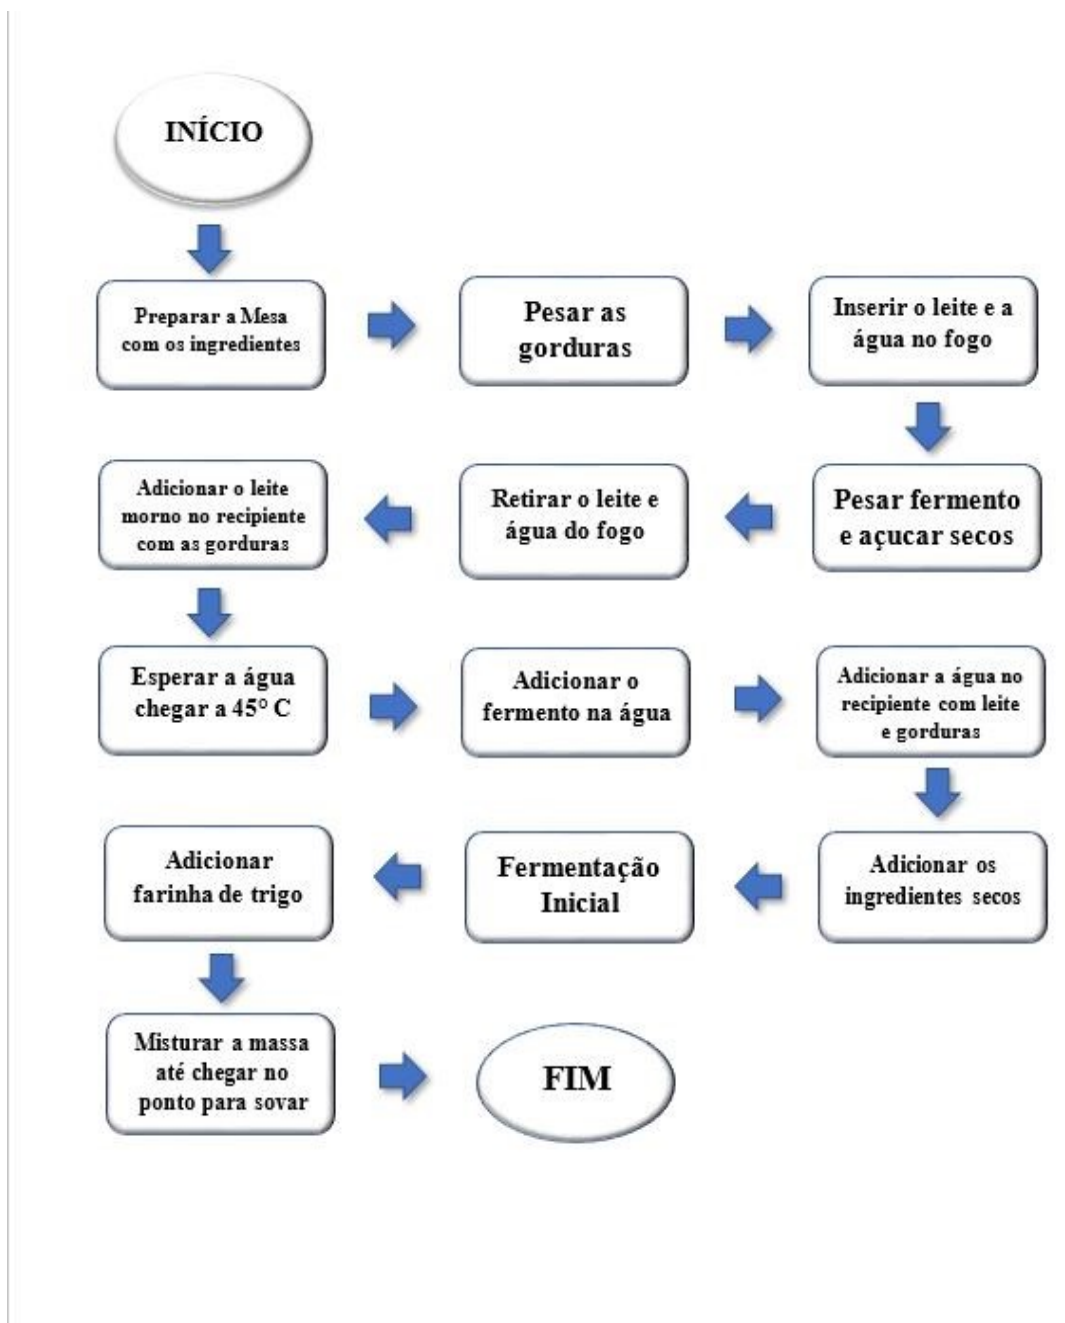 INÍCIO
Preparar a Mesa
com os ingredientes
Pesar as
gorduras
Inserir o leite e a
água no fogo
Pesar fermento
e açucar secos
Retirar o leite e
água do fogo
Adicionar o leite
morno no recipiente
com as gorduras
Esperar a água
chegar a 45° C
Adicionar o
fermento na água
Adicionar a água no
recipiente com leite
e gorduras
Adicionar os
ingredientes secos
Fermentação
Inicial
Adicionar
farinha de trigo
Misturar a massa
até chegar no
ponto para sovar
FIM